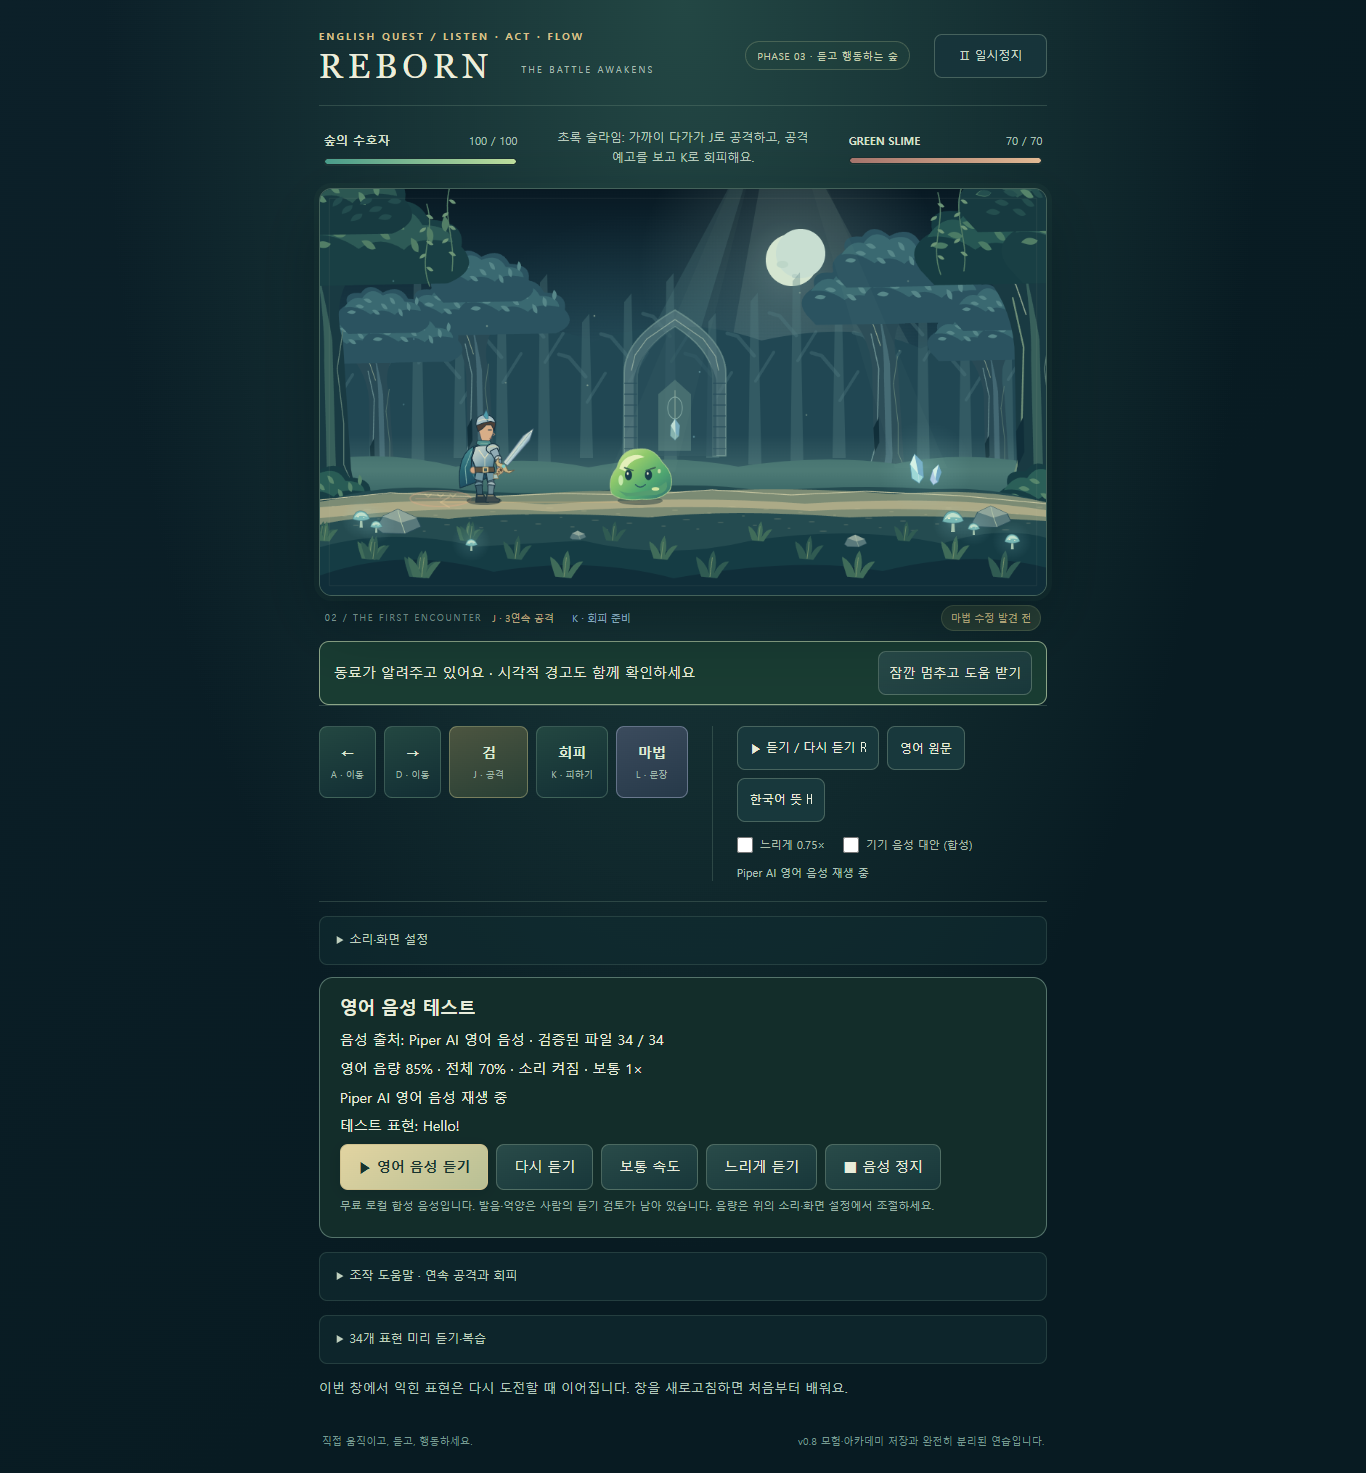 ENGLISH QUEST / LISTEN · ACT · FLOW
REBORN
THE BATTLE AWAKENS
PHASE 03 · 듣고 행동하는 숲
Ⅱ 일시정지
숲의 수호자
100 / 100
초록 슬라임: 가까이 다가가 J로 공격하고, 공격
예고를 보고 K로 회피해요.
GREEN SLIME
70 / 70
02 / THE FIRST ENCOUNTER
J · 3연속 공격
K · 회피 준비
마법 수정 발견 전
동료가 알려주고 있어요 · 시각적 경고도 함께 확인하세요
잠깐 멈추고 도움 받기
←
A · 이동
→
D · 이동
검
J · 공격
회피
K · 피하기
마법
L · 문장
▶ 듣기 / 다시 듣기 R
영어 원문
한국어 뜻 H
느리게 0.75×
기기 음성 대안 (합성)
Piper AI 영어 음성 재생 중
▶ 소리·화면 설정
영어 음성 테스트
음성 출처: Piper AI 영어 음성 · 검증된 파일 34 / 34
영어 음량 85% · 전체 70% · 소리 켜짐 · 보통 1×
Piper AI 영어 음성 재생 중
테스트 표현: Hello!
▶ 영어 음성 듣기
다시 듣기
보통 속도
느리게 듣기
■ 음성 정지
무료 로컬 합성 음성입니다. 발음·억양은 사람의 듣기 검토가 남아 있습니다. 음량은 위의 소리·화면 설정에서 조절하세요.
▶ 조작 도움말 · 연속 공격과 회피
▶ 34개 표현 미리 듣기·복습
이번 창에서 익힌 표현은 다시 도전할 때 이어집니다. 창을 새로고침하면 처음부터 배워요.
직접 움직이고, 듣고, 행동하세요.
v0.8 모험·아카데미 저장과 완전히 분리된 연습입니다.